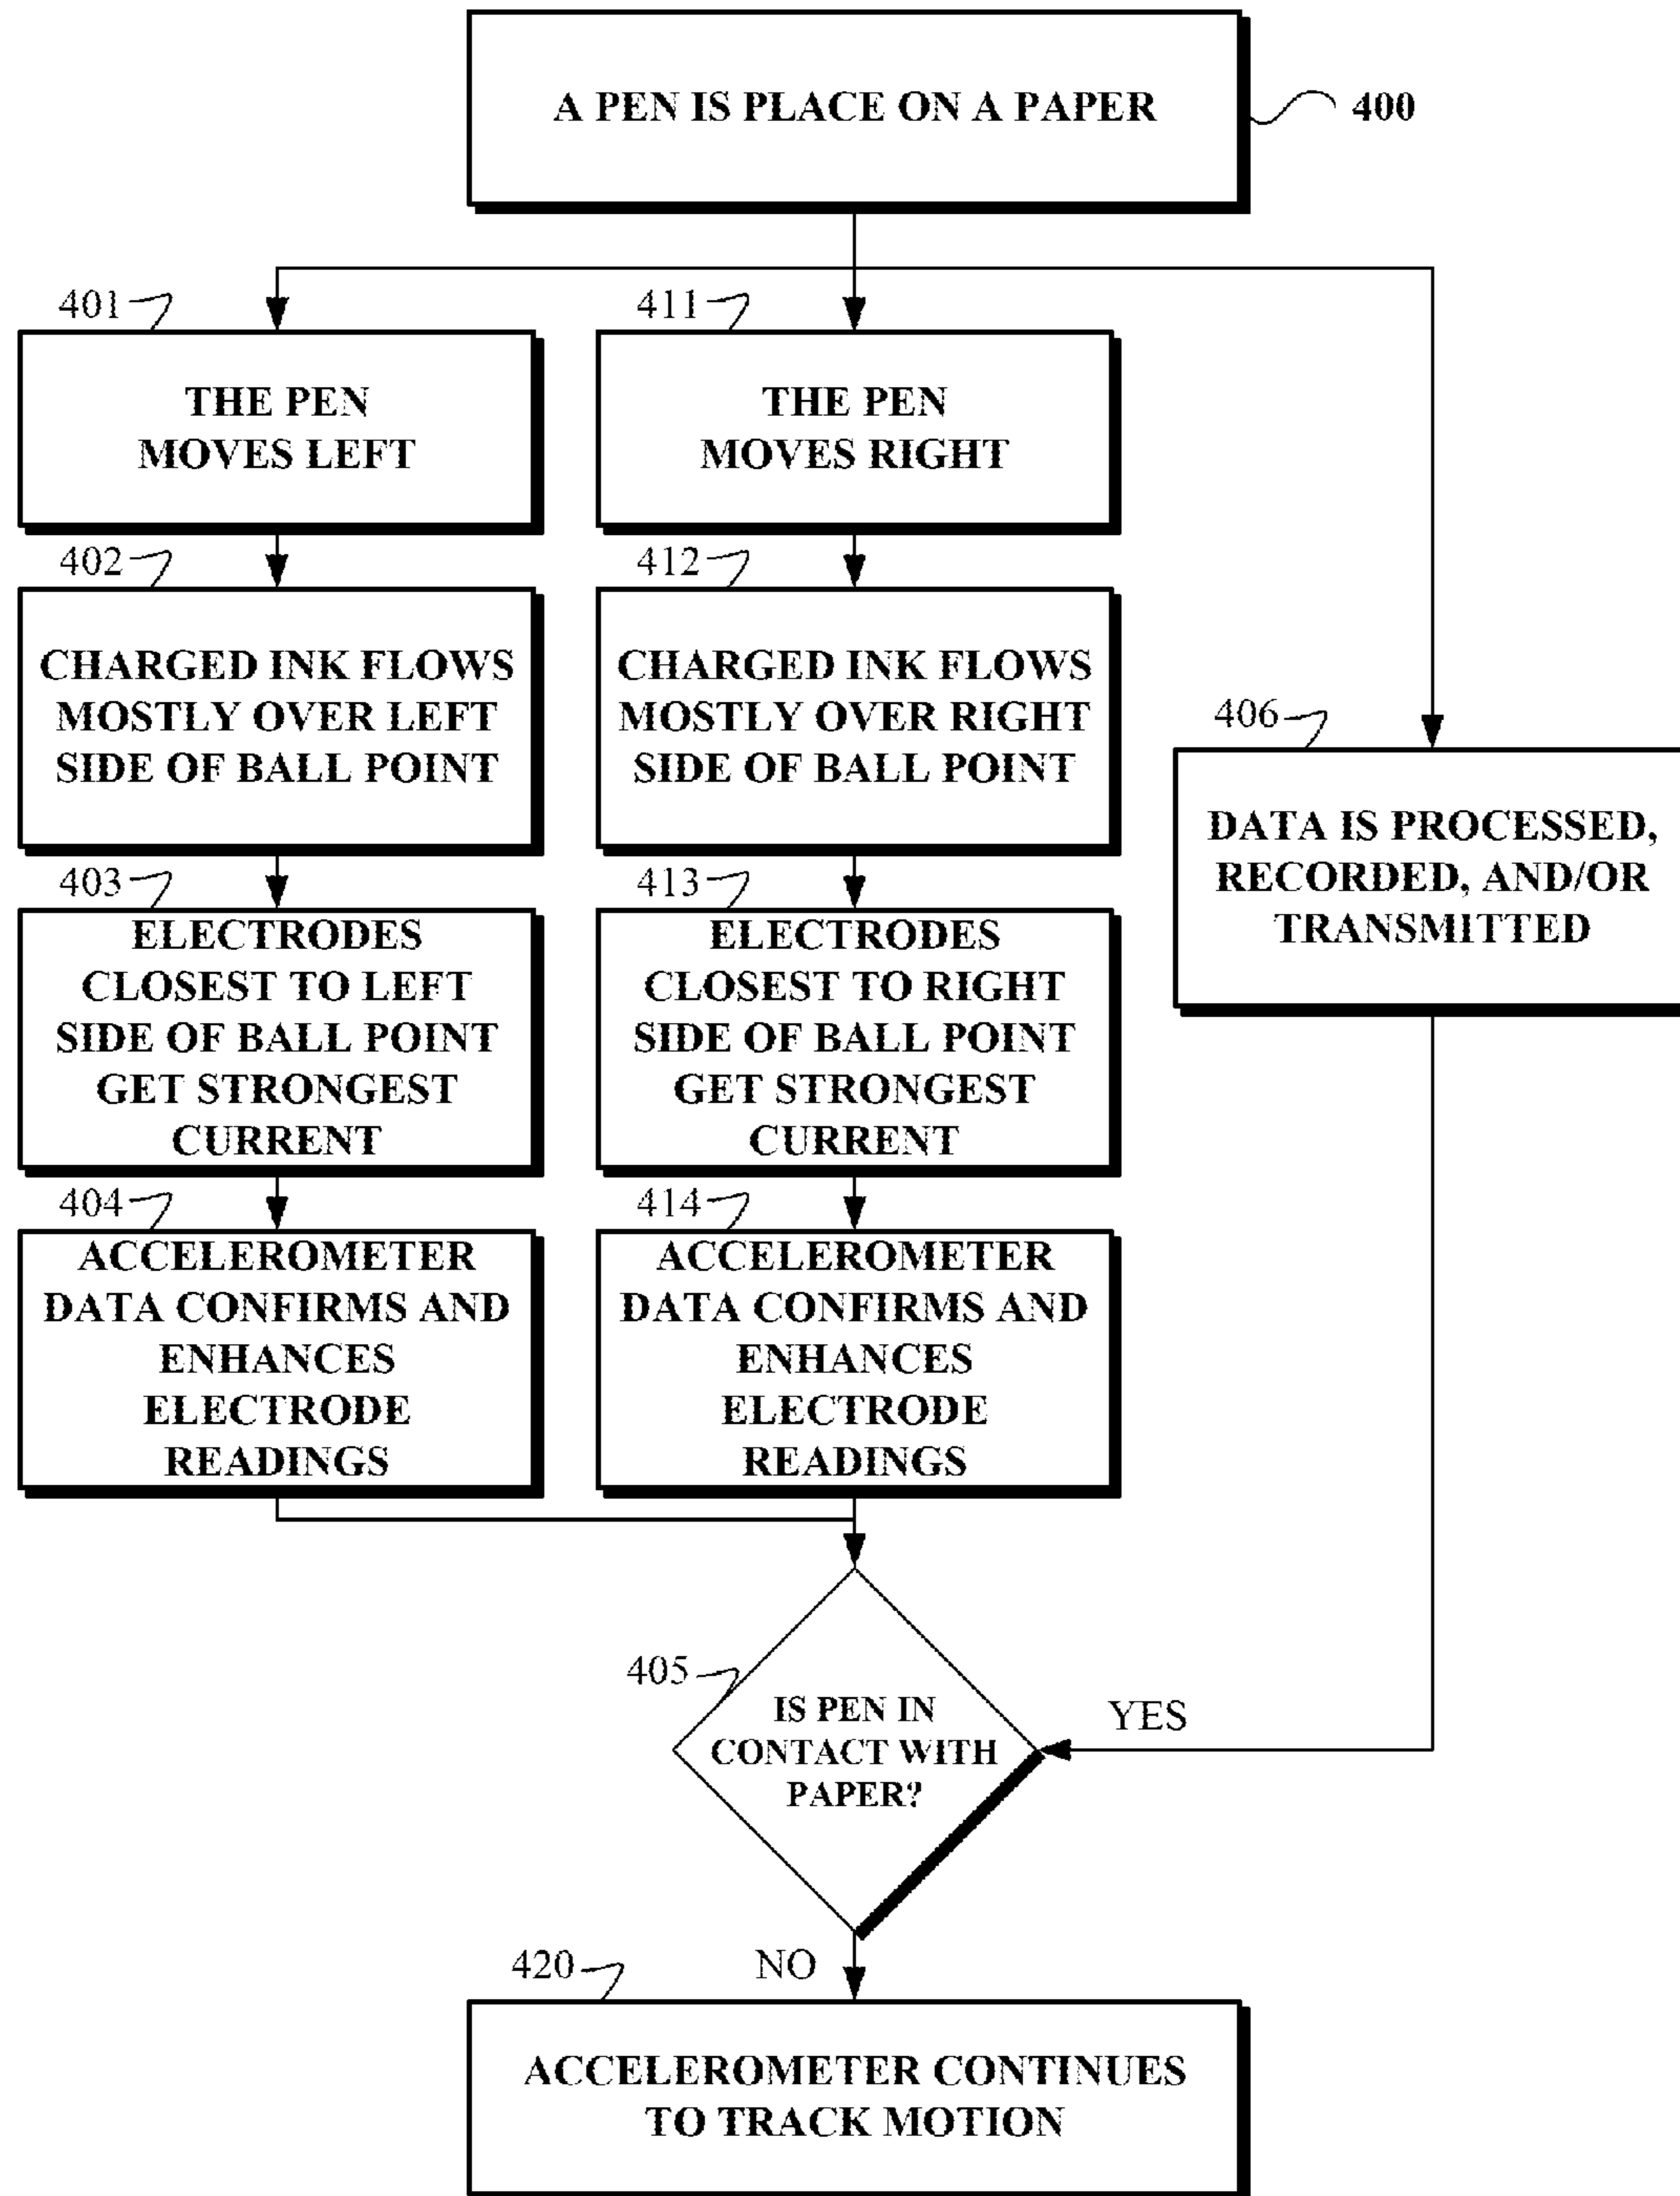 A PEN IS PLACE ON A PAPER
400
401
THE PEN
MOVES LEFT
402
CHARGED INK FLOWS
MOSTLY OVER LEFT
SIDE OF BALL POINT
403
ELECTRODES
CLOSEST TO LEFT
SIDE OF BALL POINT
GET STRONGEST
CURRENT
404
ACCELEROMETER
DATA CONFIRMS AND
ENHANCES
ELECTRODE
READINGS
411
THE PEN
MOVES RIGHT
412
CHARGED INK FLOWS
MOSTLY OVER RIGHT
SIDE OF BALL POINT
413
ELECTRODES
CLOSEST TO RIGHT
SIDE OF BALL POINT
GET STRONGEST
CURRENT
414
ACCELEROMETER
DATA CONFIRMS AND
ENHANCES
ELECTRODE
READINGS
406
DATA IS PROCESSED,
RECORDED, AND/OR
TRANSMITTED
405
IS PEN IN
CONTACT WITH
PAPER?
YES
NO
420
ACCELEROMETER CONTINUES
TO TRACK MOTION